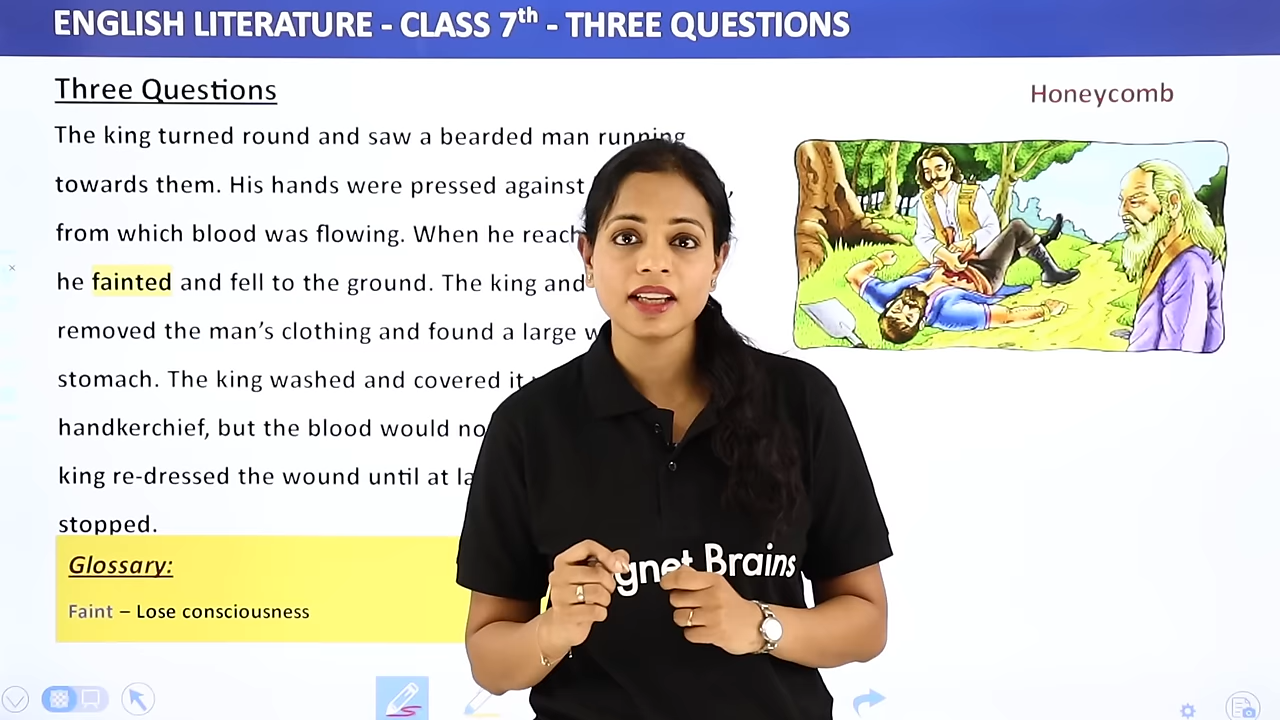 ENGLISH LITERATURE - CLASS 7th - THREE QUESTIONS
Three Questions
Honeycomb
The king turned round and saw a bearded man running
towards them. His hands were pressed against
from which blood was flowing. When he reac
he fainted and fell to the ground. The king and
removed the man's clothing and found a large w
stomach. The king washed and covered it
handkerchief, but the blood would no
king re-dressed the wound until at la
stopped.
Glossary:
Faint – Lose consciousness
gnet Brains